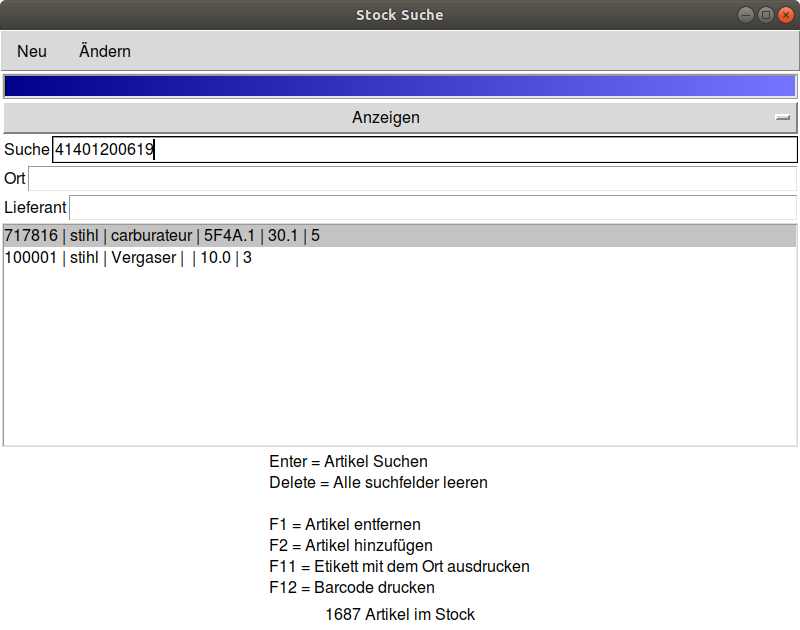 Stock Suche
Neu Ändern
Anzeigen
Suche 41401200619
Ort
Lieferant
717816 | stihl | carburateur | 5F4A.1 | 30.1 | 5
100001 | stihl | Vergaser | | 10.0 | 3
Enter = Artikel Suchen
Delete = Alle suchfelder leeren
F1 = Artikel entfernen
F2 = Artikel hinzufügen
F11 = Etikett mit dem Ort ausdrucken
F12 = Barcode drucken
1687 Artikel im Stock